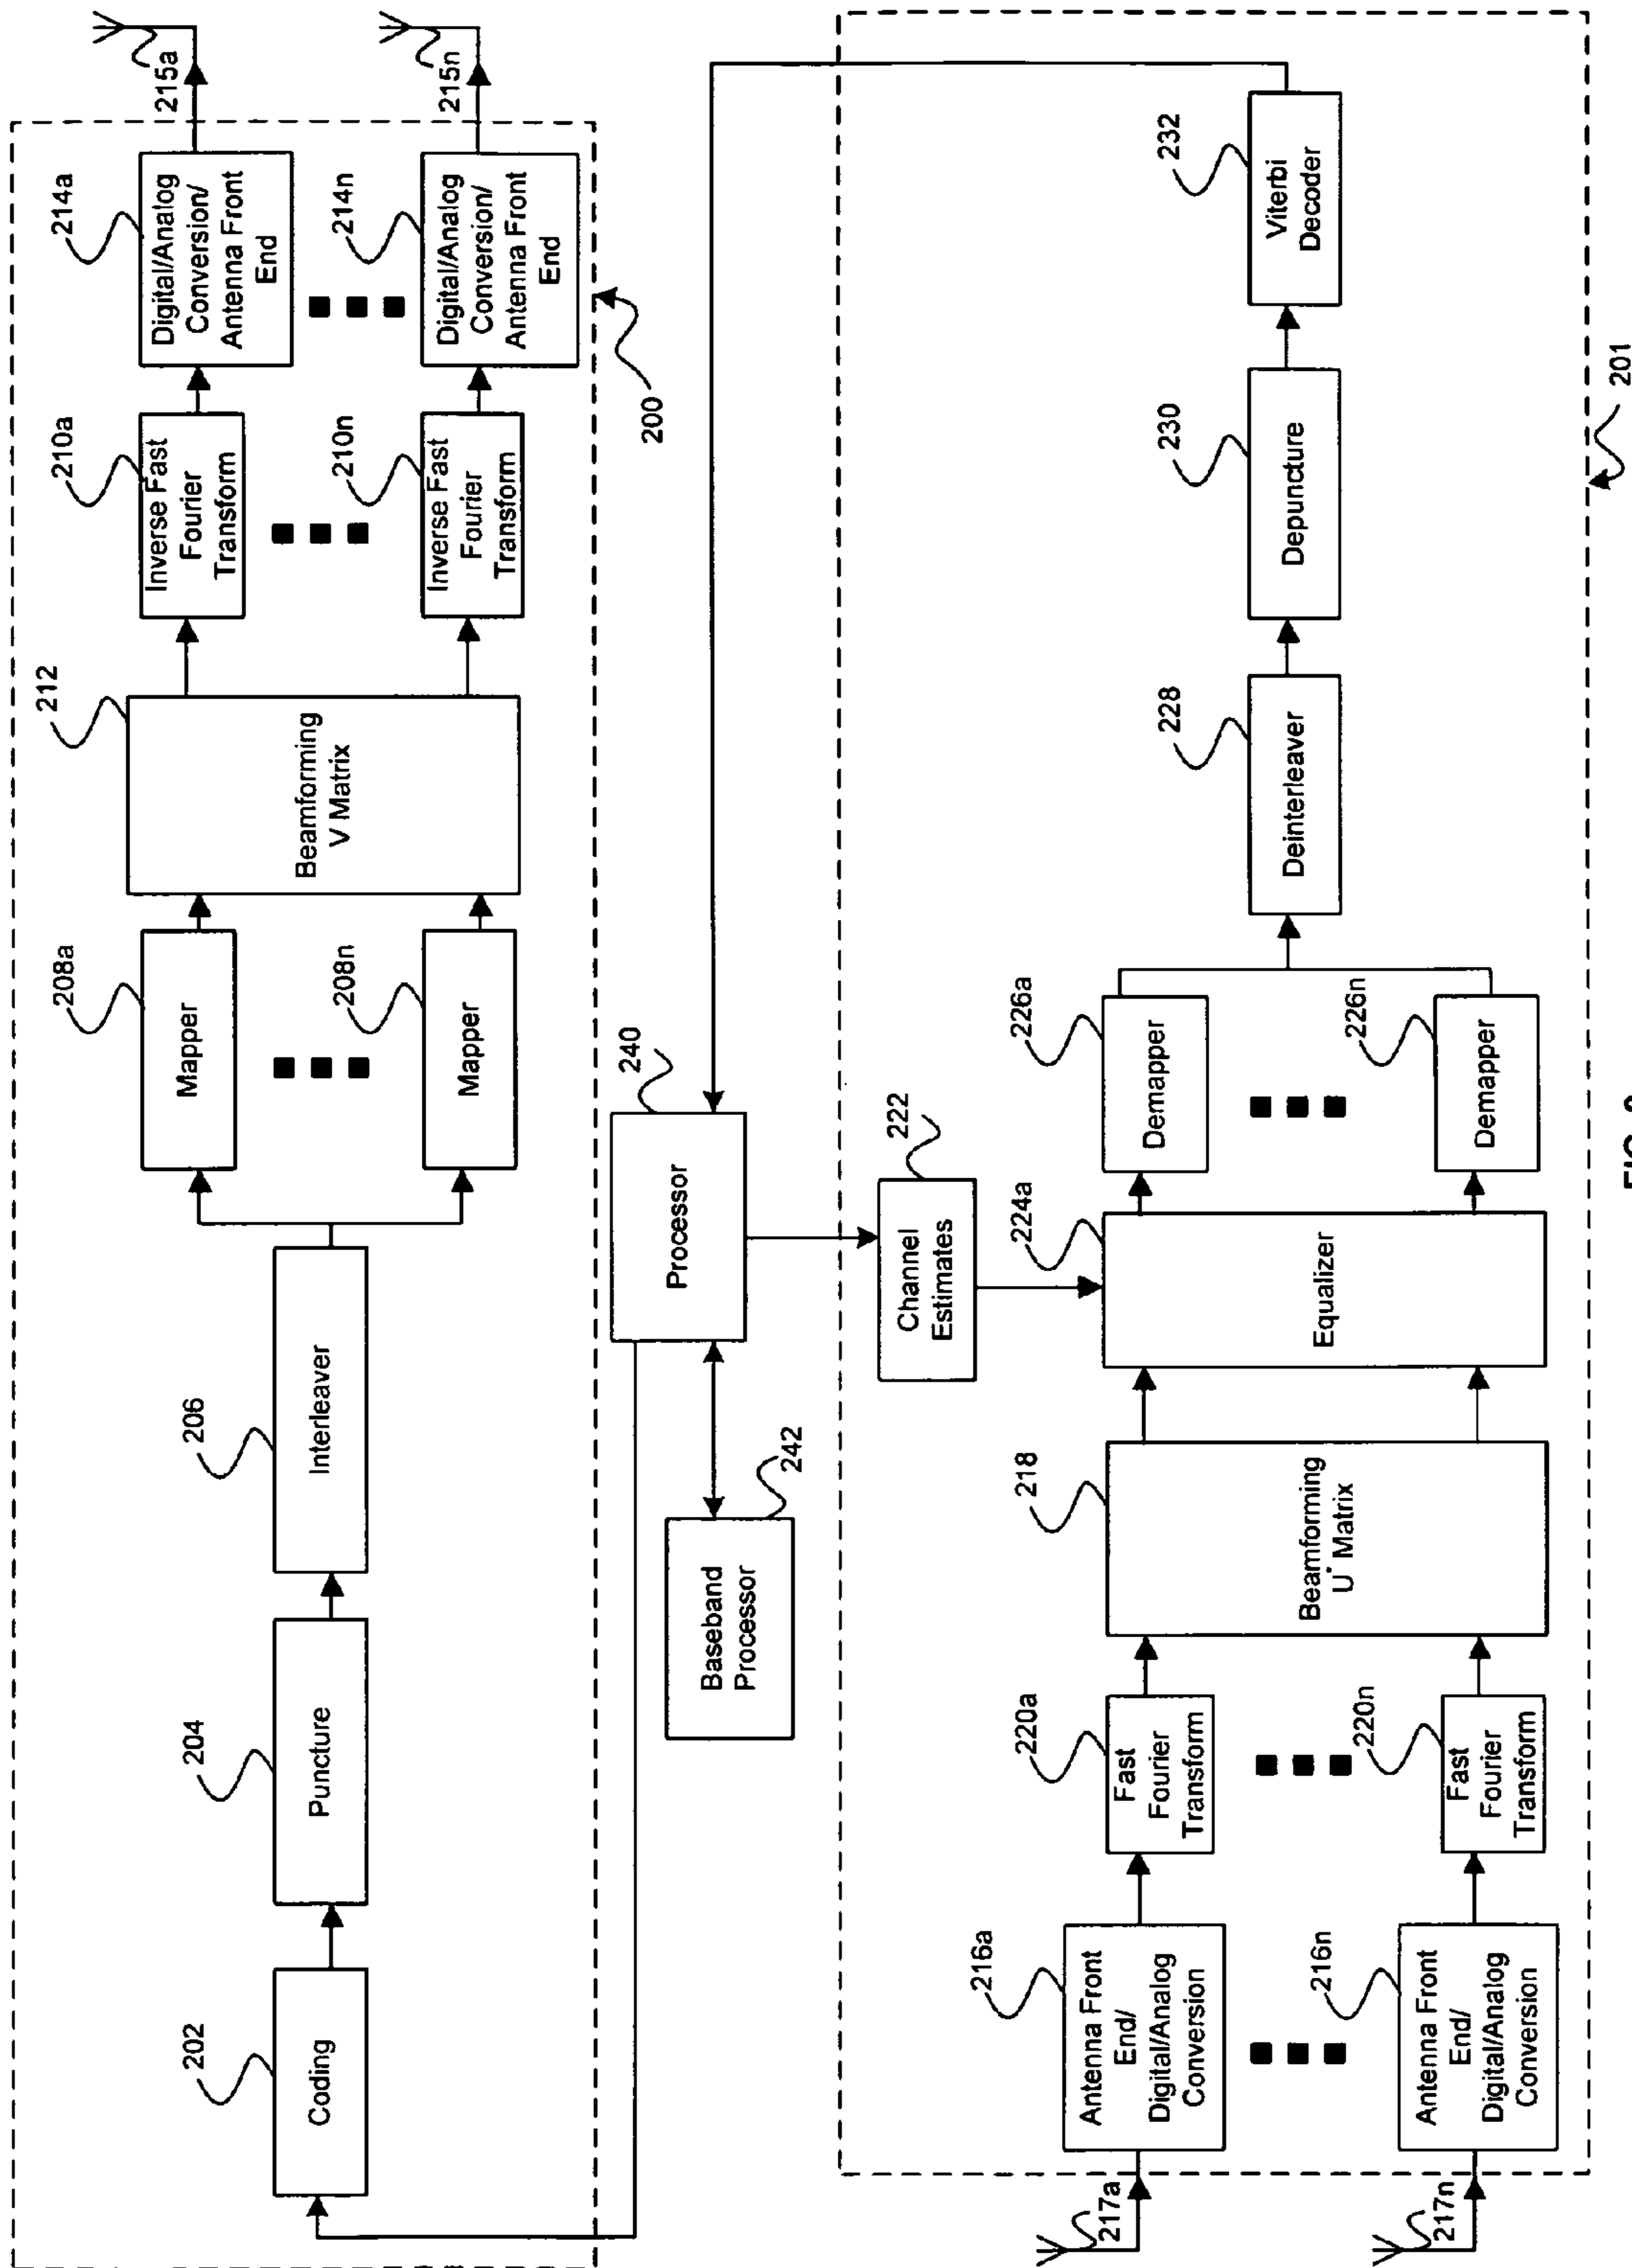 202
Coding
204
Puncture
206
Interleaver
208a
Mapper
208n
Mapper
212
Beamforming
V Matrix
210a
Inverse Fast
Fourier
Transform
210n
Inverse Fast
Fourier
Transform
214a
Digital/Analog
Conversion/
Antenna Front
End
214n
Digital/Analog
Conversion/
Antenna Front
End
215a
215n
200
Baseband
Processor
242
Processor
240
217a
217n
216a
Antenna Front
End/
Digital/Analog
Conversion
216n
Antenna Front
End/
Digital/Analog
Conversion
220a
Fast
Fourier
Transform
220n
Fast
Fourier
Transform
218
Beamforming
U* Matrix
Channel
Estimates
222
224a
Equalizer
226a
Demapper
226n
Demapper
228
Deinterleaver
230
Depuncture
232
Viterbi
Decoder
201